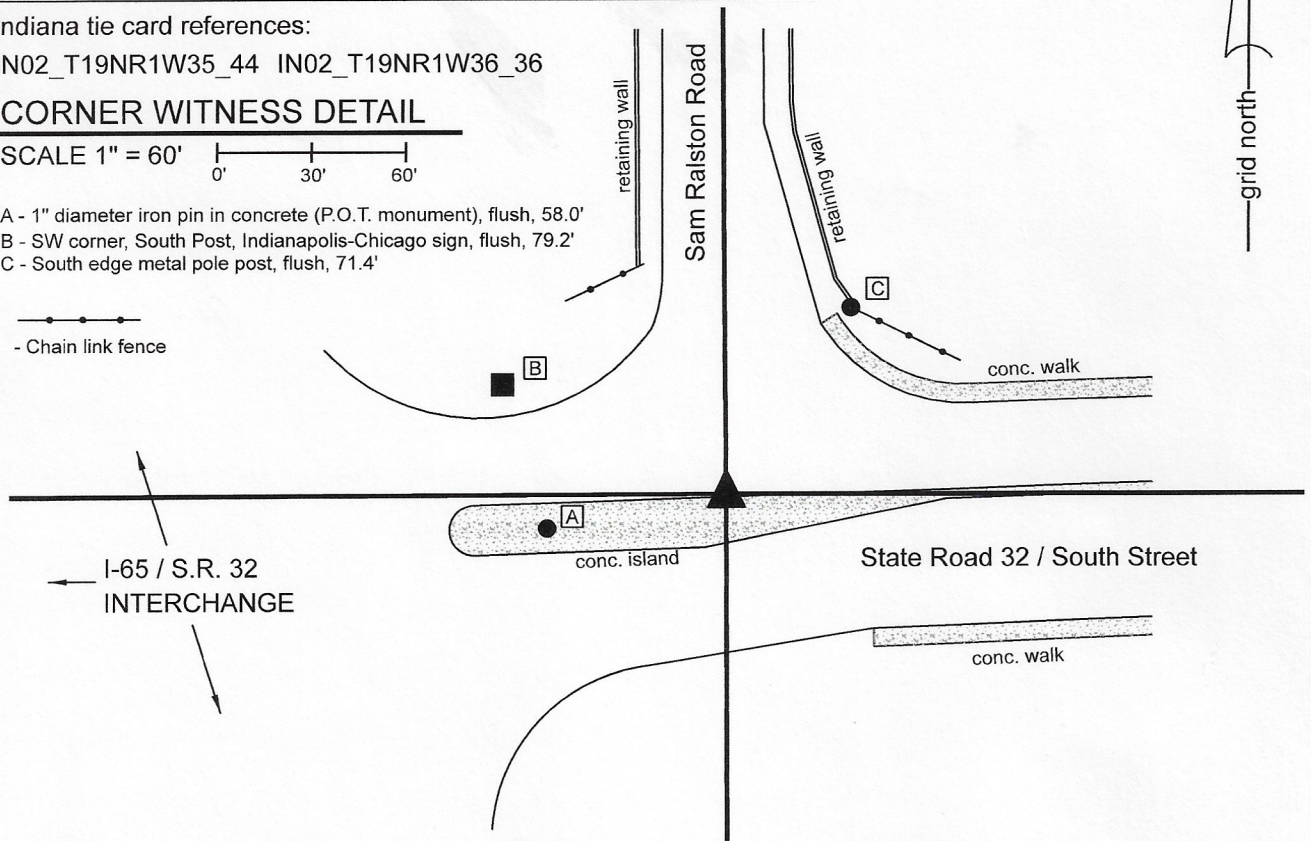 ndiana tie card references:
N02_T19NR1W35_44 IN02_T19NR1W36_36
CORNER WITNESS DETAIL
SCALE 1" = 60'
0' 30' 60'
A - 1" diameter iron pin in concrete (P.O.T. monument), flush, 58.0'
B - SW corner, South Post, Indianapolis-Chicago sign, flush, 79.2'
C - South edge metal pole post, flush, 71.4'
- Chain link fence
retaining wall
Sam Ralston Road
retaining wall
grid north
C
B
conc. walk
A
conc. island
State Road 32 / South Street
I-65 / S.R. 32
INTERCHANGE
conc. walk